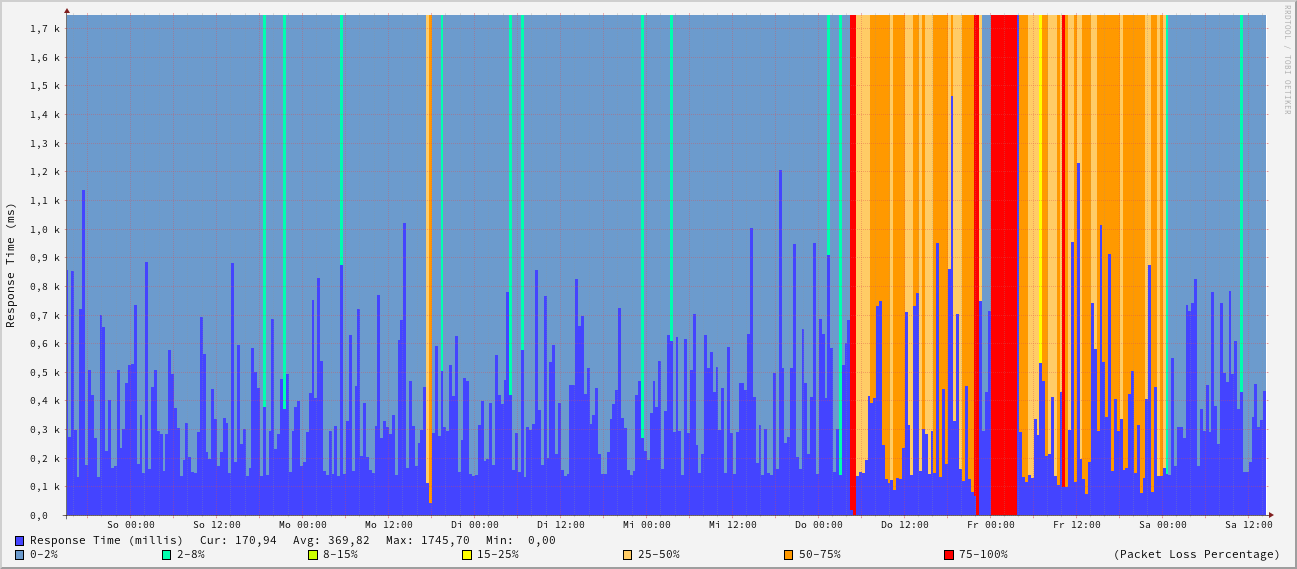 RRDTOOL / TOBI OETIKER
Response Time (ms)
1,7 k
1,6 k
1,5 k
1,4 k
1,3 k
1,2 k
1,1 k
1,0 k
0,9 k
0,8 k
0,7 k
0,6 k
0,5 k
0,4 k
0,3 k
0,2 k
0,1 k
0,0
So 00:00 So 12:00 Mo 00:00 Mo 12:00 Di 00:00 Di 12:00 Mi 00:00 Mi 12:00 Do 00:00 Do 12:00 Fr 00:00 Fr 12:00 Sa 00:00 Sa 12:00
Response Time (millis) Cur: 170,94 Avg: 369,82 Max: 1745,70 Min: 0,00
0-2% 2-8% 8-15% 15-25% 25-50% 50-75% 75-100% (Packet Loss Percentage)